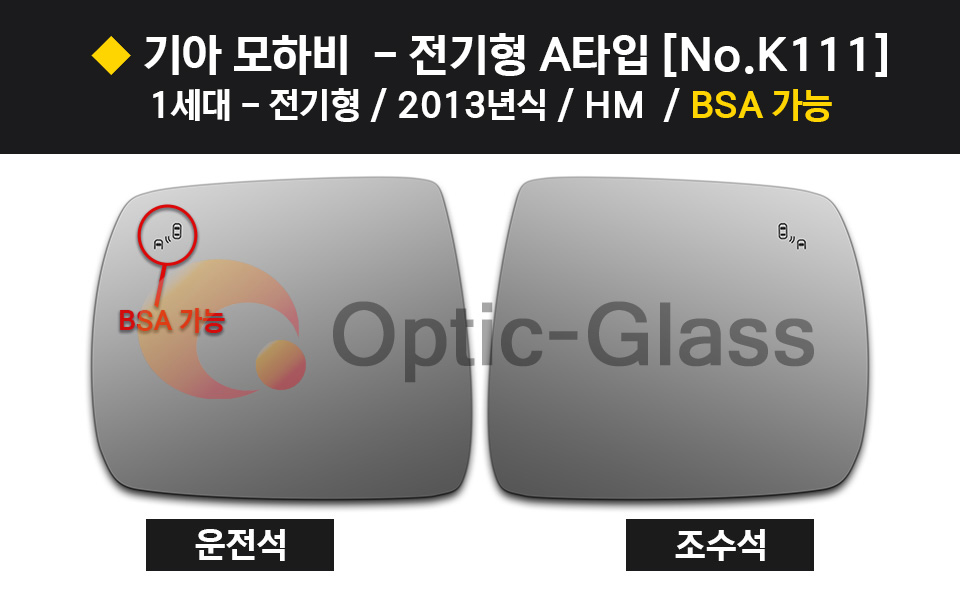 ◆ 기아 모하비 - 전기형 A타입 [No.K111]
1세대 - 전기형 / 2013년식 / HM / BSA 가능
BSA 가능
Optic-Glass
운전석
조수석